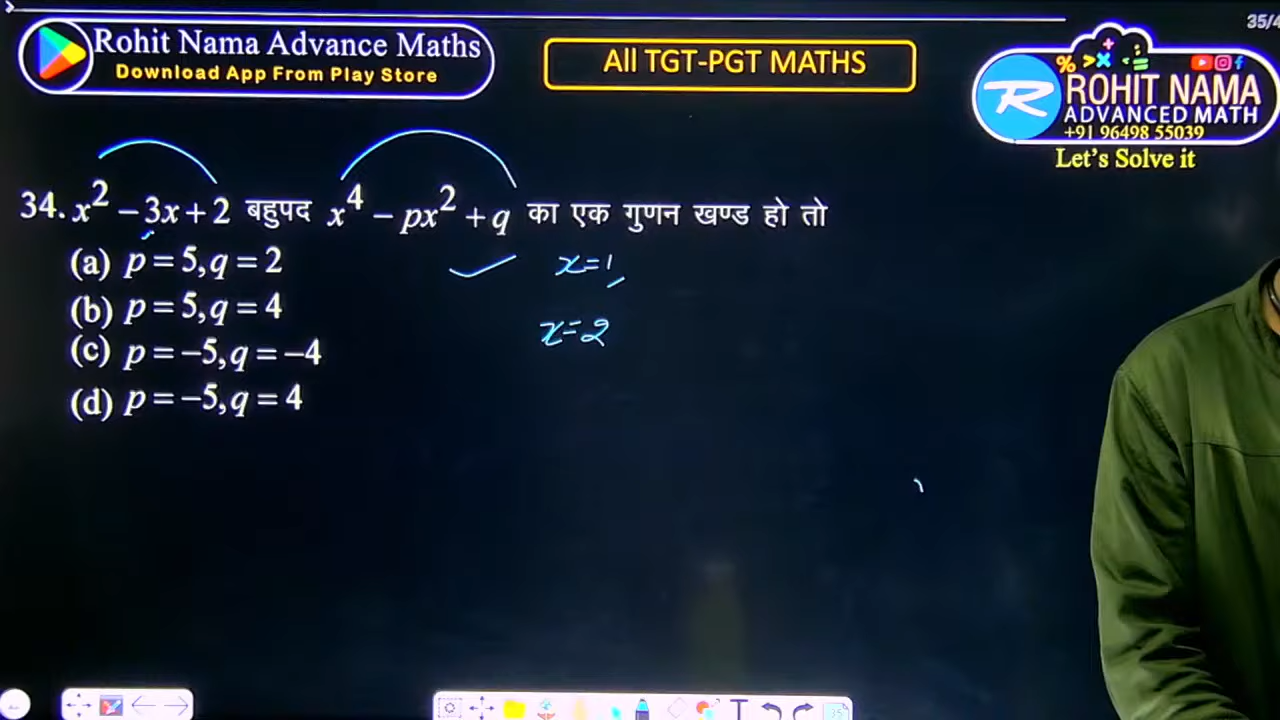 35/4
Rohit Nama Advance Maths
Download App From Play Store
All TGT-PGT MATHS
ROHIT NAMA
ADVANCED MATH
+91 96498 55039
Let's Solve it
34. x² − 3x + 2 बहुपद x⁴ − px² + q का एक गुणन खण्ड हो तो
(a) p = 5, q = 2
(b) p = 5, q = 4
(c) p = −5, q = −4
(d) p = −5, q = 4
x=1,
x=2